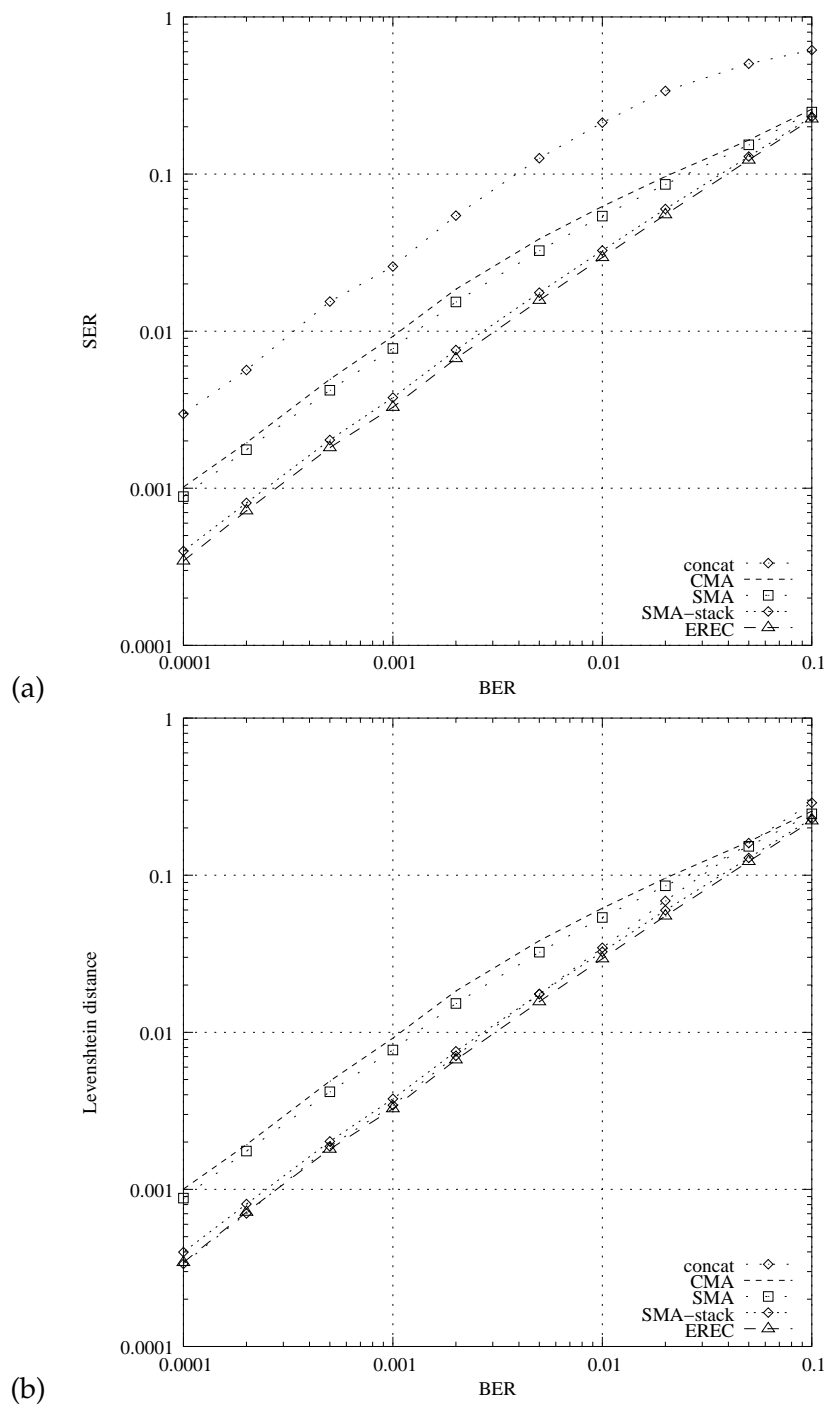 1
0.1
0.01
0.001
0.0001
SER
0.0001
0.001
0.01
0.1
BER
concat
CMA
SMA
SMA-stack
EREC
(a)
1
0.1
0.01
0.001
0.0001
Levenshtein distance
0.0001
0.001
0.01
0.1
BER
concat
CMA
SMA
SMA-stack
EREC
(b)